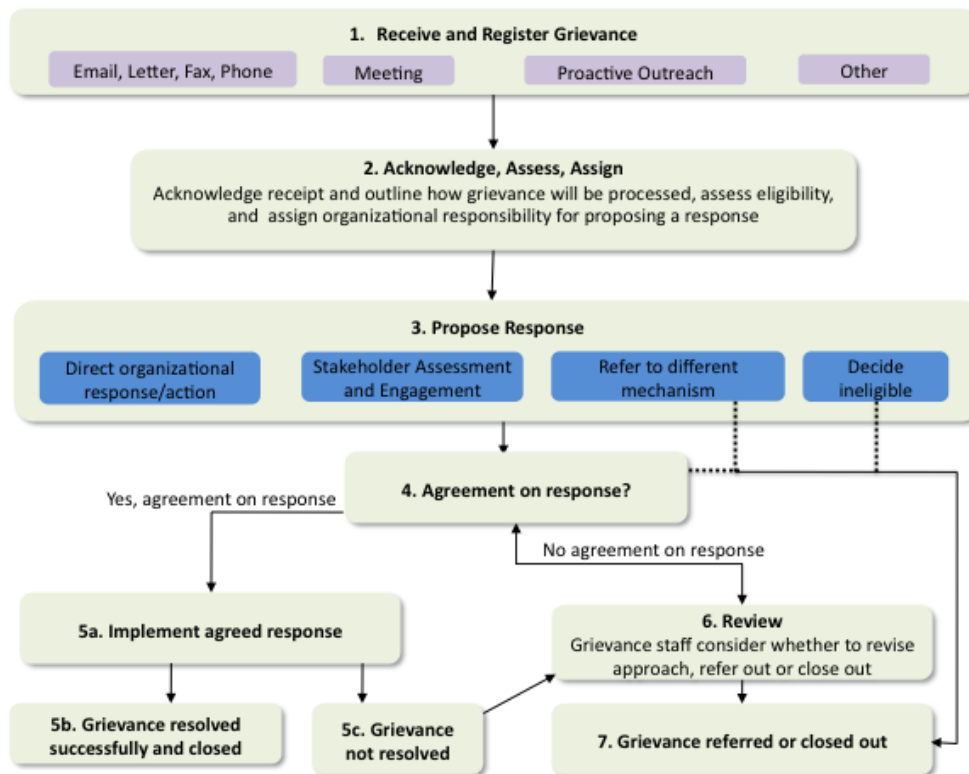 1. Receive and Register Grievance
Email, Letter, Fax, Phone
Meeting
Proactive Outreach
Other
2. Acknowledge, Assess, Assign
Acknowledge receipt and outline how grievance will be processed, assess eligibility,
and assign organizational responsibility for proposing a response
3. Propose Response
Direct organizational
response/action
Stakeholder Assessment
and Engagement
Refer to different
mechanism
Decide
ineligible
4. Agreement on response?
Yes, agreement on response
No agreement on response
5a. Implement agreed response
6. Review
Grievance staff consider whether to revise
approach, refer out or close out
5b. Grievance resolved
successfully and closed
5c. Grievance
not resolved
7. Grievance referred or closed out